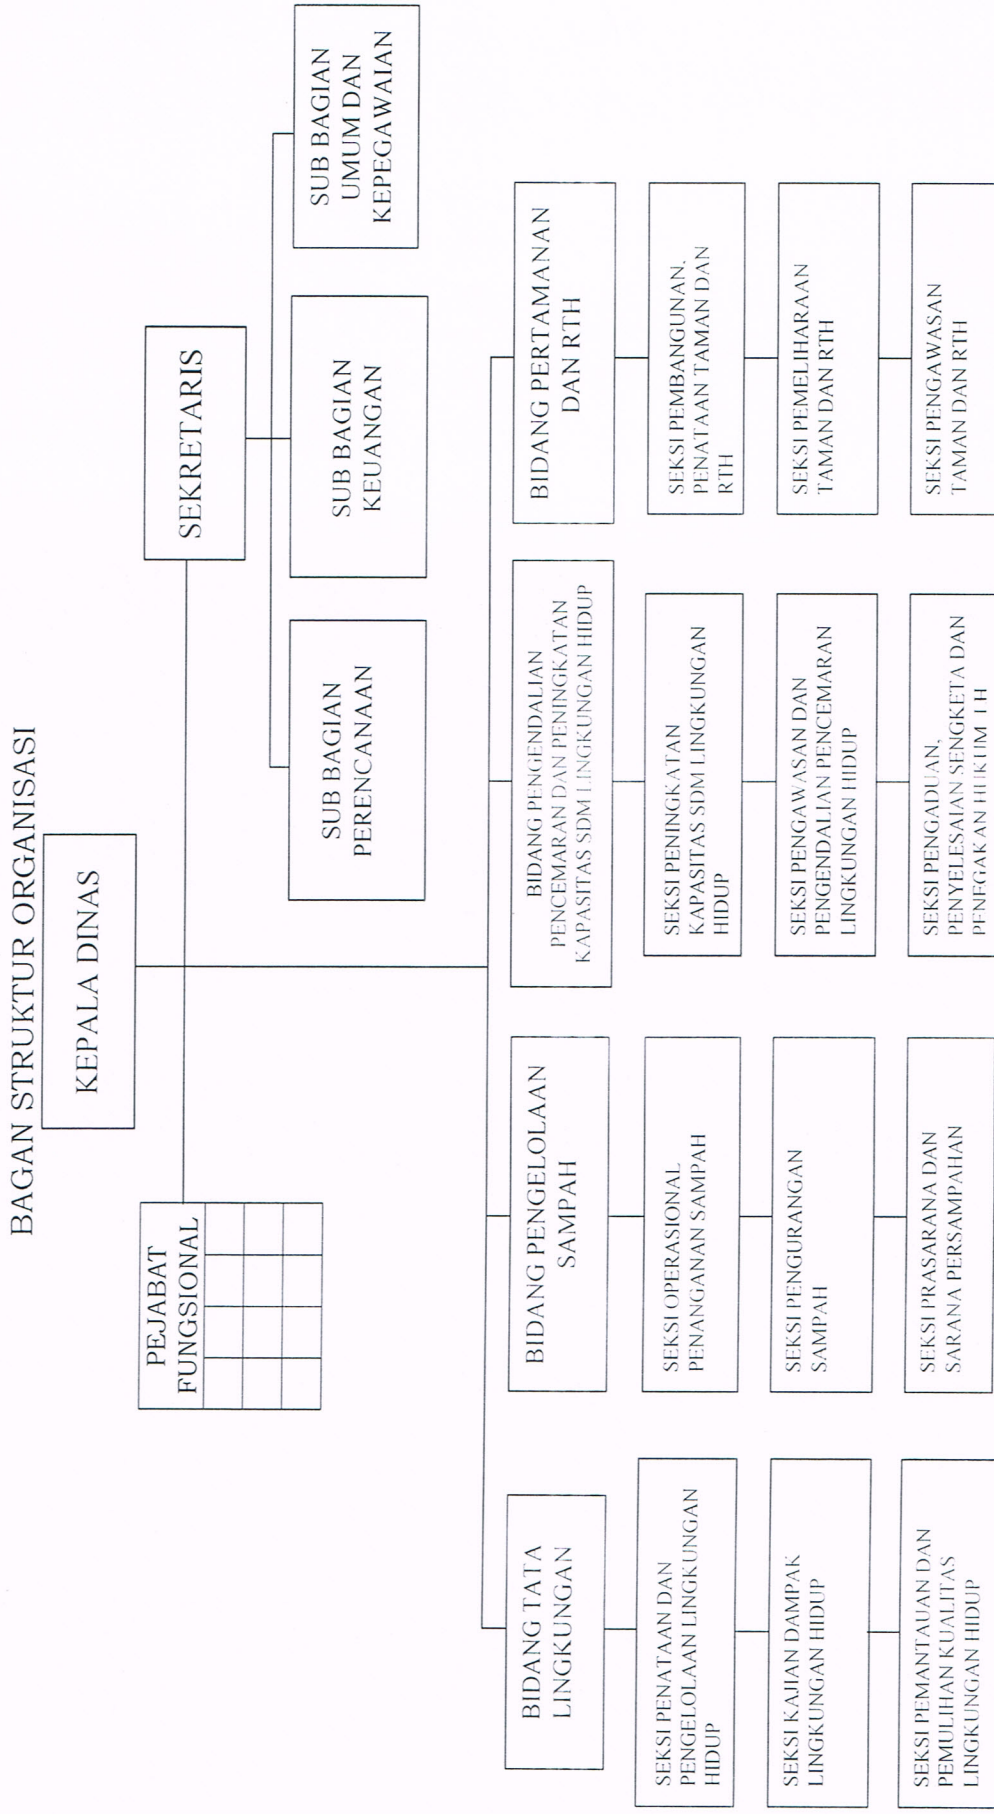 BAGAN STRUKTUR ORGANISASI
KEPALA DINAS
PEJABAT
FUNGSIONAL
SEKRETARIS
SUB BAGIAN
PERENCANAAN
SUB BAGIAN
KEUANGAN
SUB BAGIAN
UMUM DAN
KEPEGAWAIAN
BIDANG TATA
LINGKUNGAN
SEKSI PENATAAN DAN
PENGELOLAAN LINGKUNGAN
HIDUP
SEKSI KAJIAN DAMPAK
LINGKUNGAN HIDUP
SEKSI PEMANTAUAN DAN
PEMULIHAN KUALITAS
LINGKUNGAN HIDUP
BIDANG PENGELOLAAN
SAMPAH
SEKSI OPERASIONAL
PENANGANAN SAMPAH
SEKSI PENGURANGAN
SAMPAH
SEKSI PRASARANA DAN
SARANA PERSAMPAHAN
BIDANG PENGENDALIAN
PENCEMARAN DAN PENINGKATAN
KAPASITAS SDM LINGKUNGAN HIDUP
SEKSI PENINGKATAN
KAPASITAS SDM LINGKUNGAN
HIDUP
SEKSI PENGAWASAN DAN
PENGENDALIAN PENCEMARAN
LINGKUNGAN HIDUP
SEKSI PENGADUAN,
PENYELESAIAN SENGKETA DAN
PENEGAKAN HUKUM LH
BIDANG PERTAMANAN
DAN RTH
SEKSI PEMBANGUNAN,
PENATAAN TAMAN DAN
RTH
SEKSI PEMELIHARAAN
TAMAN DAN RTH
SEKSI PENGAWASAN
TAMAN DAN RTH